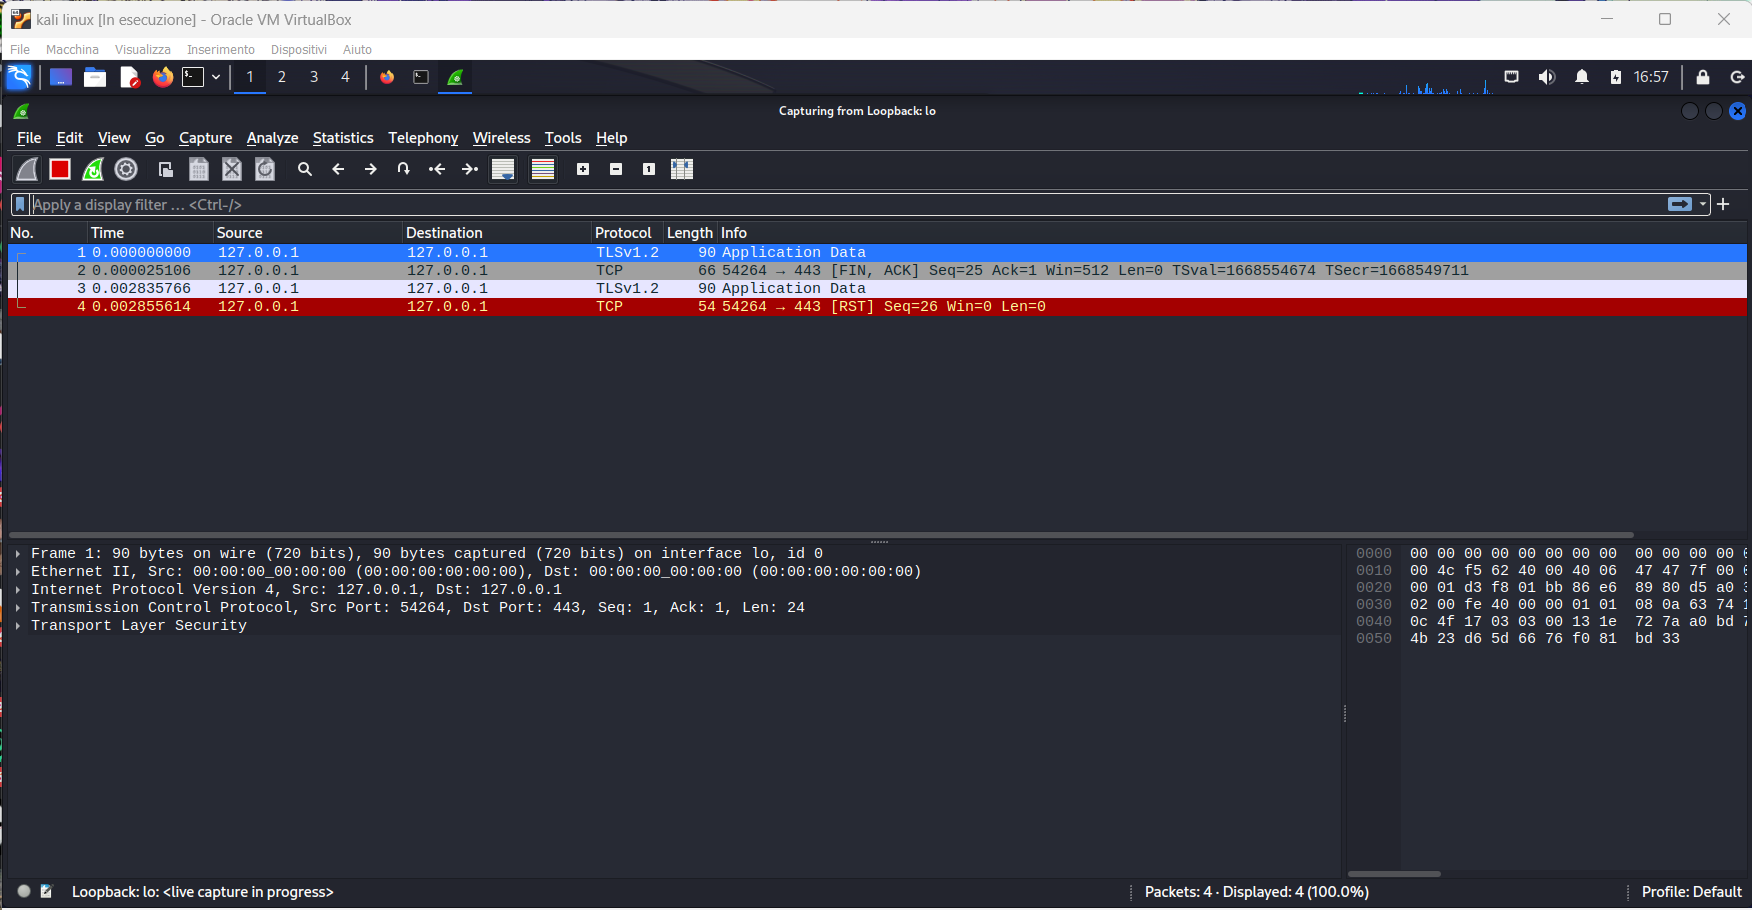 kali linux [In esecuzione] - Oracle VM VirtualBox
File Macchina Visualizza Inserimento Dispositivi Aiuto
1 2 3 4 16:57
Capturing from Loopback: lo
File Edit View Go Capture Analyze Statistics Telephony Wireless Tools Help
Apply a display filter ... <Ctrl-/>
No. Time Source Destination Protocol Length Info
1 0.000000000 127.0.0.1 127.0.0.1 TLSv1.2 90 Application Data
2 0.000025106 127.0.0.1 127.0.0.1 TCP 66 54264 → 443 [FIN, ACK] Seq=25 Ack=1 Win=512 Len=0 TSval=1668554674 TSecr=1668549711
3 0.002835766 127.0.0.1 127.0.0.1 TLSv1.2 90 Application Data
4 0.002855614 127.0.0.1 127.0.0.1 TCP 54 54264 → 443 [RST] Seq=26 Win=0 Len=0
Frame 1: 90 bytes on wire (720 bits), 90 bytes captured (720 bits) on interface lo, id 0
Ethernet II, Src: 00:00:00_00:00:00 (00:00:00:00:00:00), Dst: 00:00:00_00:00:00 (00:00:00:00:00:00)
Internet Protocol Version 4, Src: 127.0.0.1, Dst: 127.0.0.1
Transmission Control Protocol, Src Port: 54264, Dst Port: 443, Seq: 1, Ack: 1, Len: 24
Transport Layer Security
0000 00 00 00 00 00 00 00 00 00 00 00 00
0010 00 4c f5 62 40 00 40 06 47 47 7f 00
0020 00 01 d3 f8 01 bb 86 e6 89 80 d5 a0
0030 02 00 fe 40 00 00 01 01 08 0a 63 74
0040 0c 4f 17 03 03 00 13 1e 72 7a a0 bd
0050 4b 23 d6 5d 66 76 f0 81 bd 33
Loopback: lo: <live capture in progress> Packets: 4 · Displayed: 4 (100.0%) Profile: Default